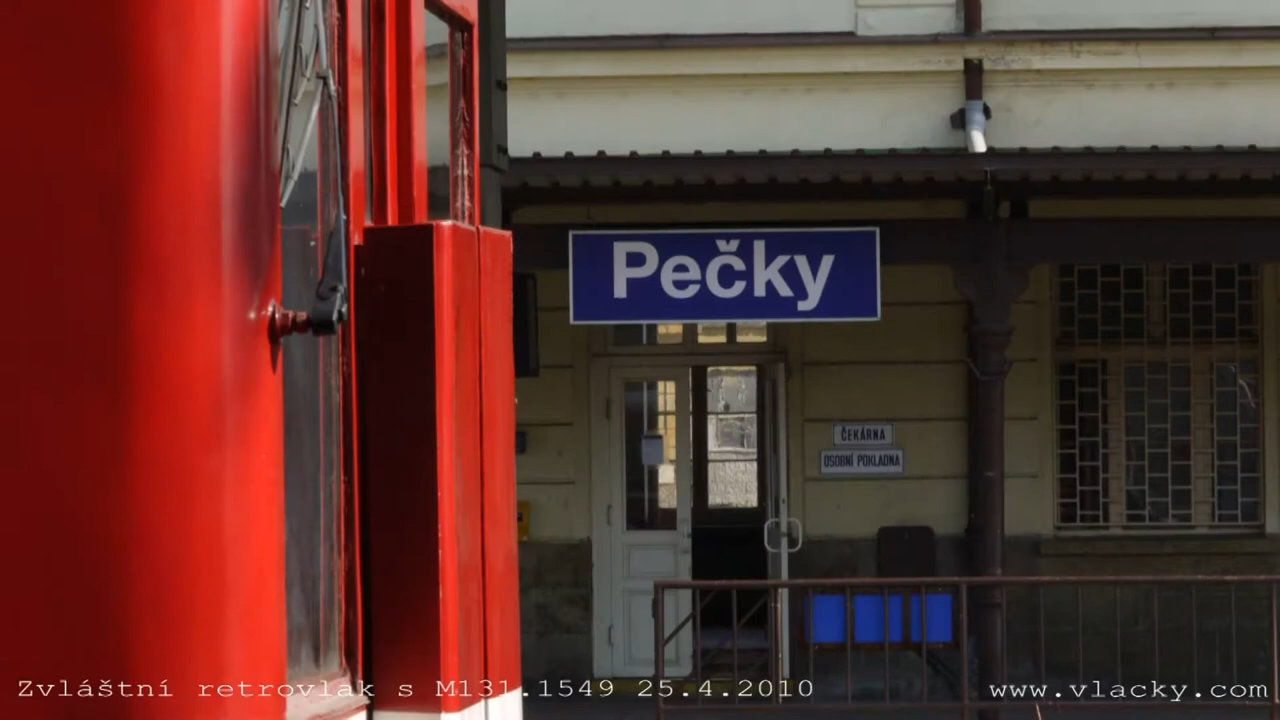 Pečky
ČEKÁRNA
OSOBNÍ POKLADNA
Zvláštní retrovlak s M131.1549 25.4.2010
www.vlacky.com